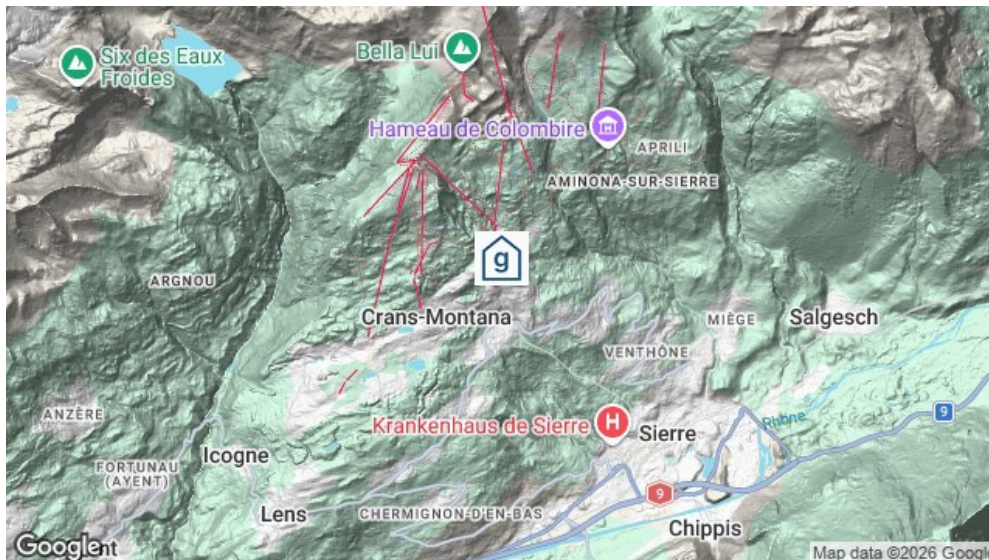 Six des Eaux
Froides
Bella Lui
Hameau de Colombire
APRILI
AMINONA-SUR-SIERRE
g
ARGNOU
Crans-Montana
MIÈGE
Salgesch
VENTHÔNE
ANZÈRE
Rhône
9
Krankenhaus de Sierre
H
Sierre
Icogne
FORTUNAU
(AYENT)
9
Lens
CHERMIGNON-D'EN-BAS
Chippis
Google
Map data ©2026 Google